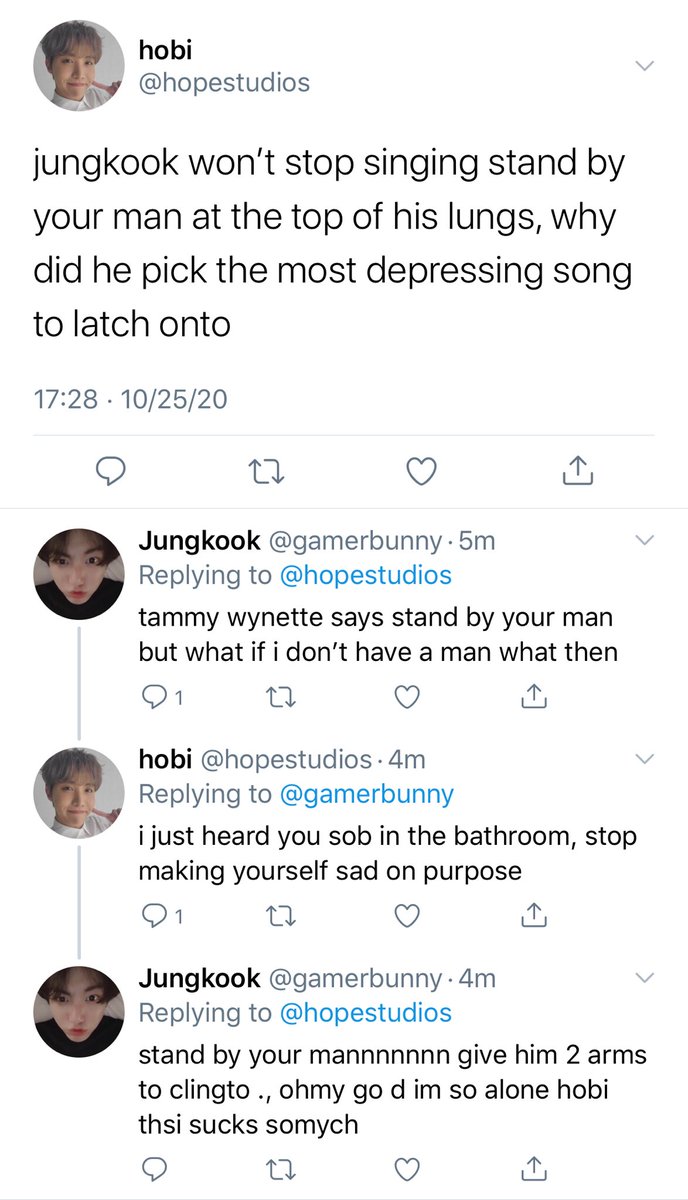 hobi
@hopestudios
jungkook won’t stop singing stand by
your man at the top of his lungs, why
did he pick the most depressing song
to latch onto
17:28 · 10/25/20
Jungkook @gamerbunny · 5m
Replying to @hopestudios
tammy wynette says stand by your man
but what if i don’t have a man what then
1
hobi @hopestudios · 4m
Replying to @gamerbunny
i just heard you sob in the bathroom, stop
making yourself sad on purpose
1
Jungkook @gamerbunny · 4m
Replying to @hopestudios
stand by your mannnnnnn give him 2 arms
to clingto ., ohmy go d im so alone hobi
thsi sucks somych